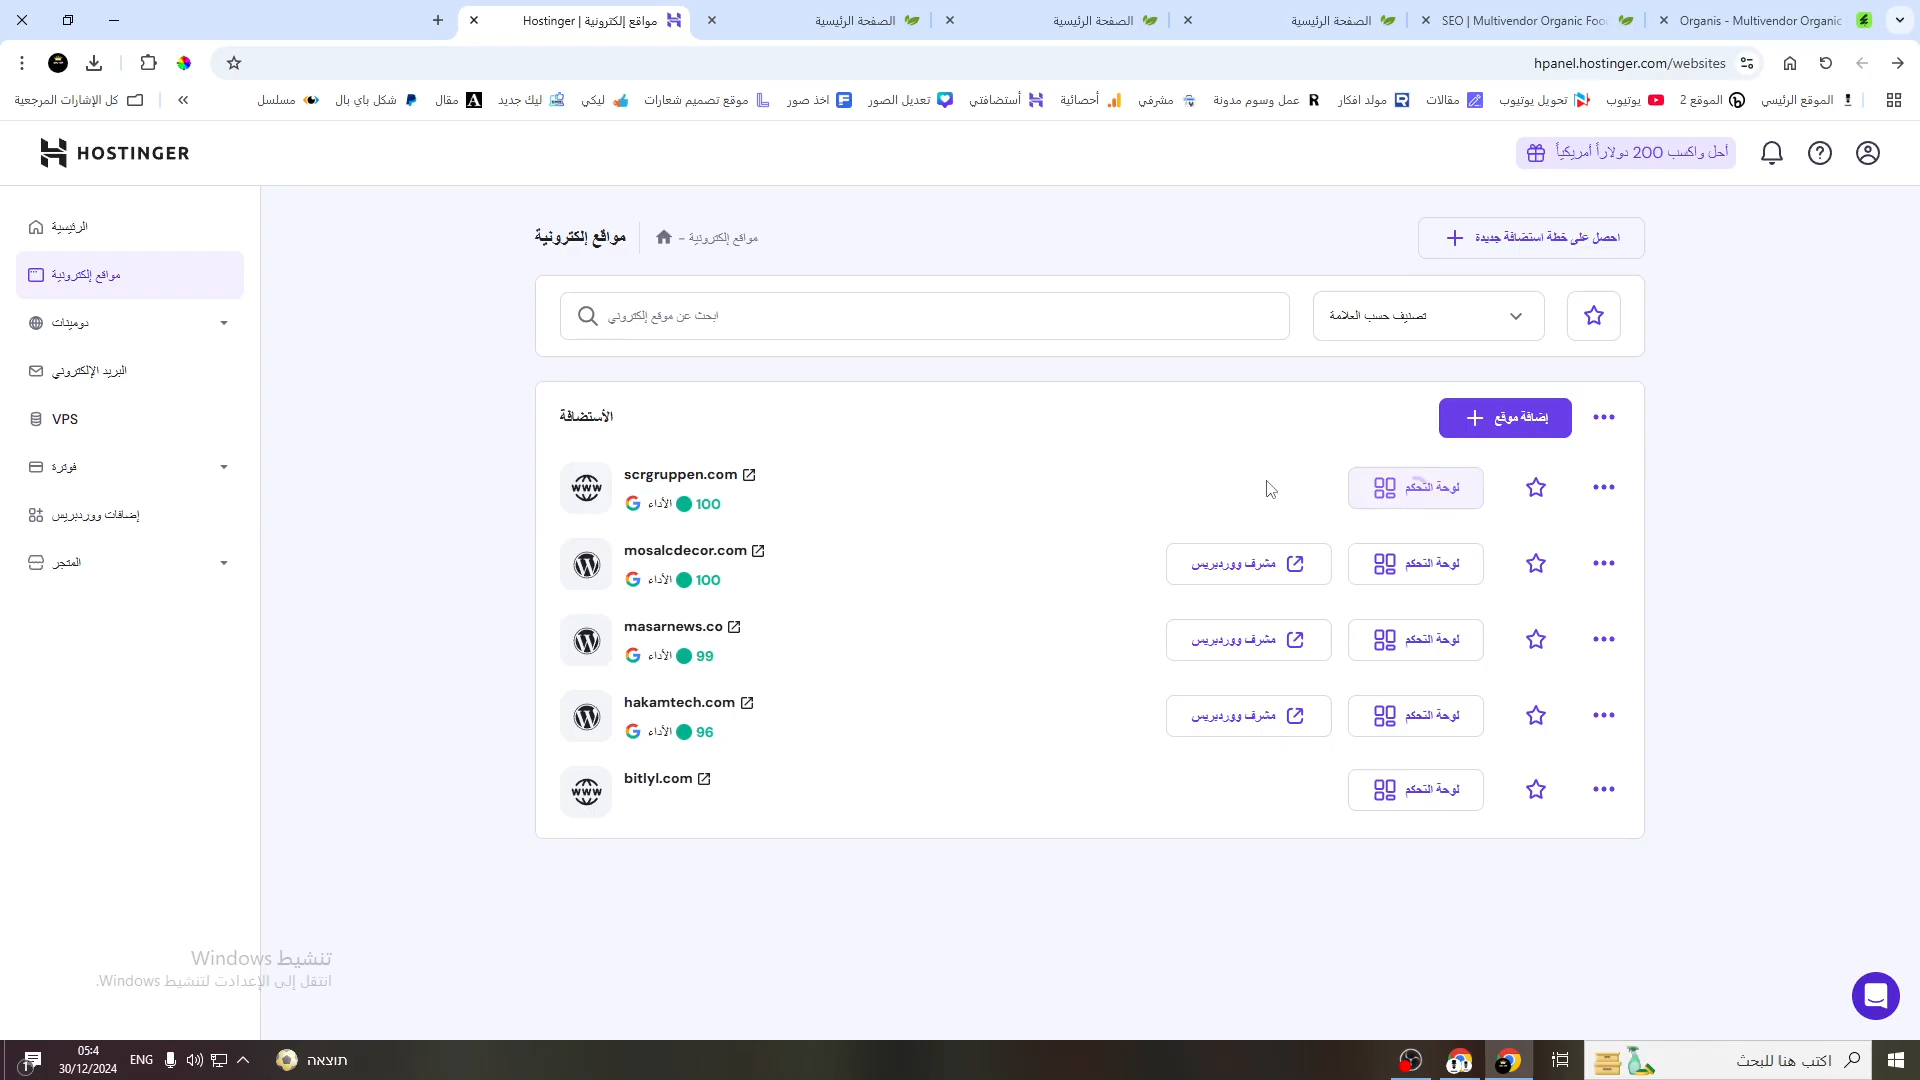 مواقع إلكترونية | Hostinger
الصفحة الرئيسية
الصفحة الرئيسية
الصفحة الرئيسية
SEO | Multivendor Organic Foo
Organis - Multivendor Organic
hpanel.hostinger.com/websites
كل الإشارات المرجعية
مسلسل
شكل باي بال
مقال
ليك جديد
ليكي
موقع تصميم شعارات
اخذ صور
تعديل الصور
أستضافتي
أحصائية
مشرفي
عمل وسوم مدونة
مولد افكار
مقالات
تحويل يوتيوب
يوتيوب
الموقع 2
الموقع الرئيسي
HOSTINGER
أحل واكسب 200 دولاراً أمريكياً
الرئيسية
مواقع إلكترونية
دومينات
البريد الإلكتروني
VPS
فوترة
إضافات ووردبريس
المتجر
مواقع إلكترونية
مواقع إلكترونية -
احصل على خطة استضافة جديدة
ابحث عن موقع إلكتروني
تصنيف حسب العلامة
الأستضافة
إضافة موقع
scrgruppen.com
الأداء 100
لوحة التحكم
mosalcdecor.com
الأداء 100
مشرف ووردبريس
لوحة التحكم
masarnews.co
الأداء 99
مشرف ووردبريس
لوحة التحكم
hakamtech.com
الأداء 96
مشرف ووردبريس
لوحة التحكم
bitlyl.com
لوحة التحكم
تنشيط Windows
انتقل إلى الإعدادت لتنشيط Windows.
05:4
30/12/2024
ENG
תוצאה
اكتب هنا للبحث